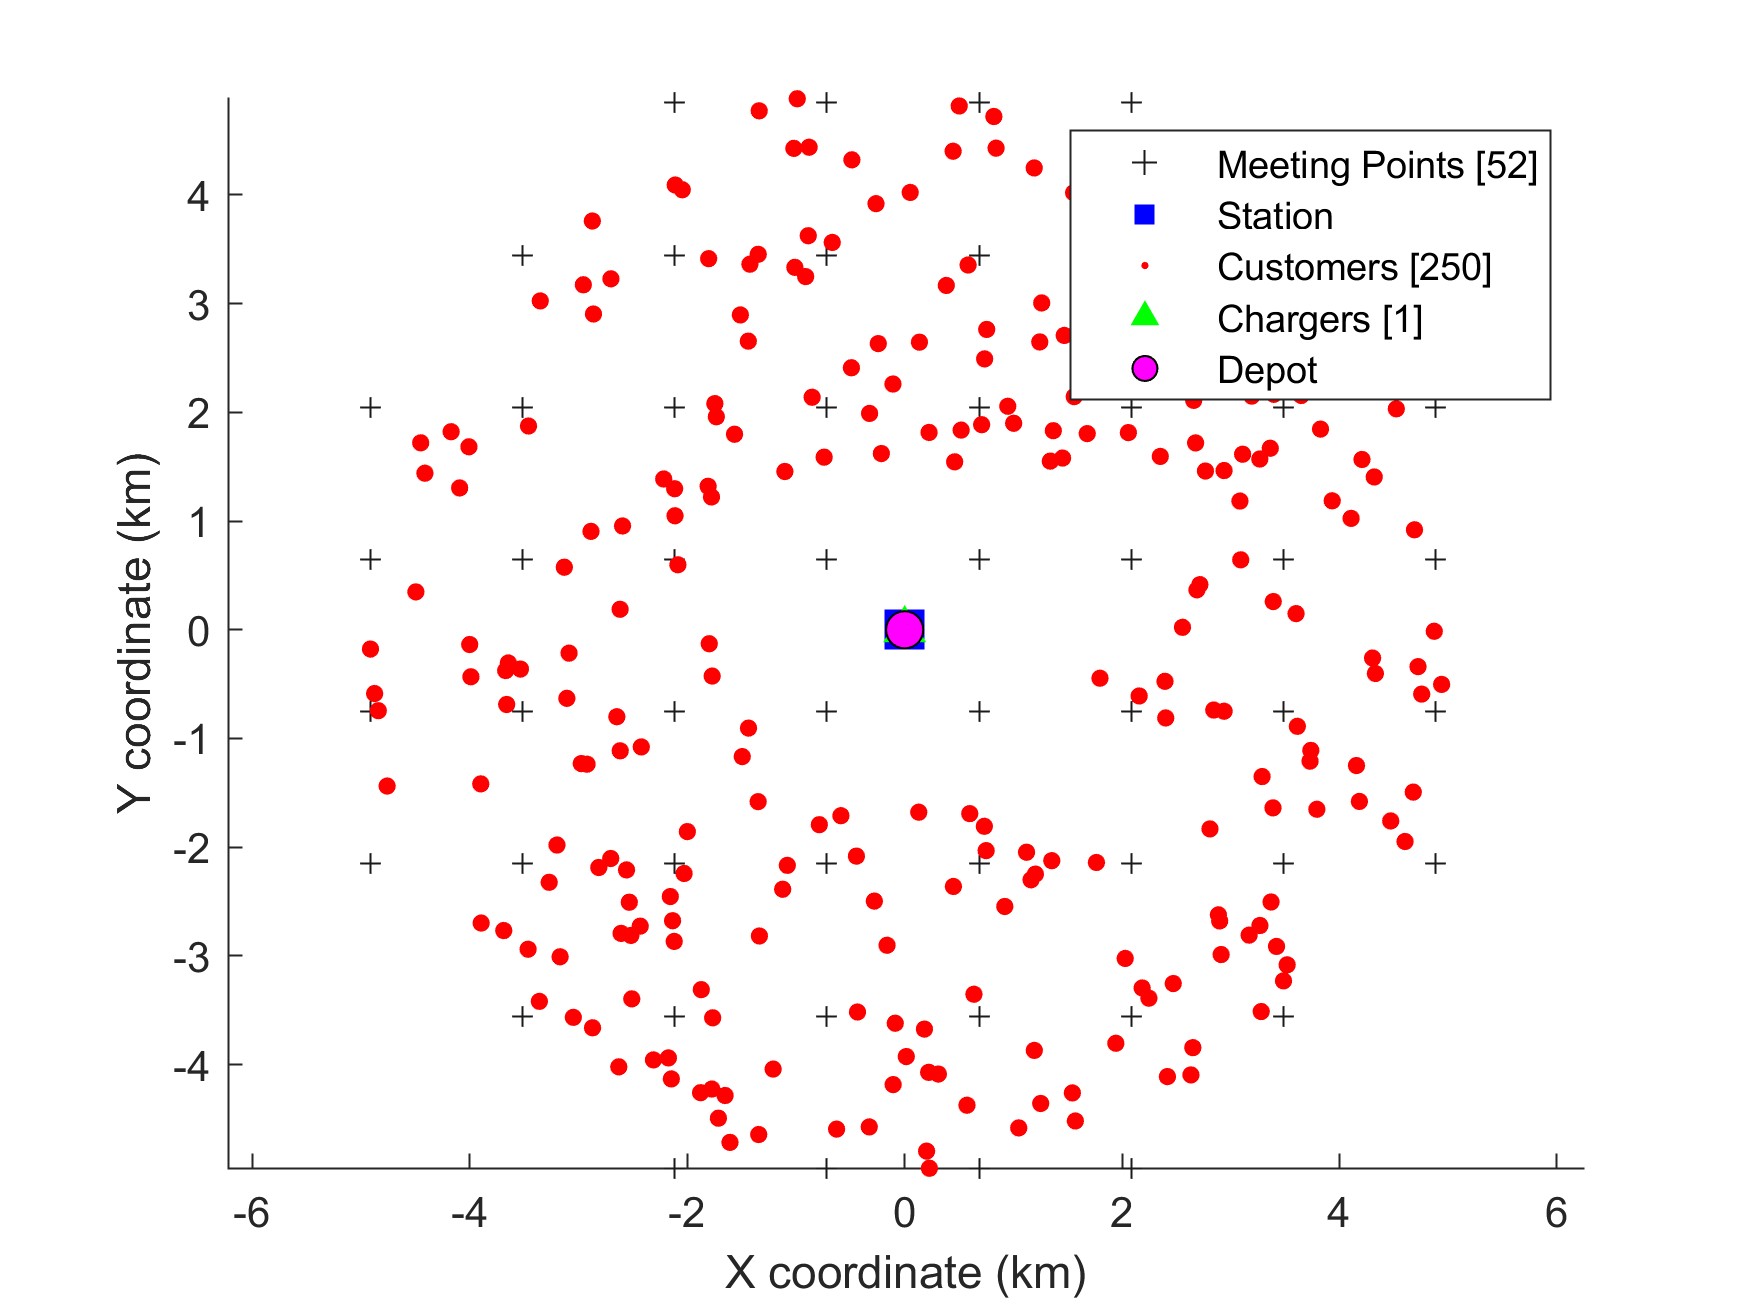 Meeting Points [52]
Station
Customers [250]
Chargers [1]
Depot
4
3
2
1
0
-1
-2
-3
-4
Y coordinate (km)
-6 -4 -2 0 2 4 6
X coordinate (km)